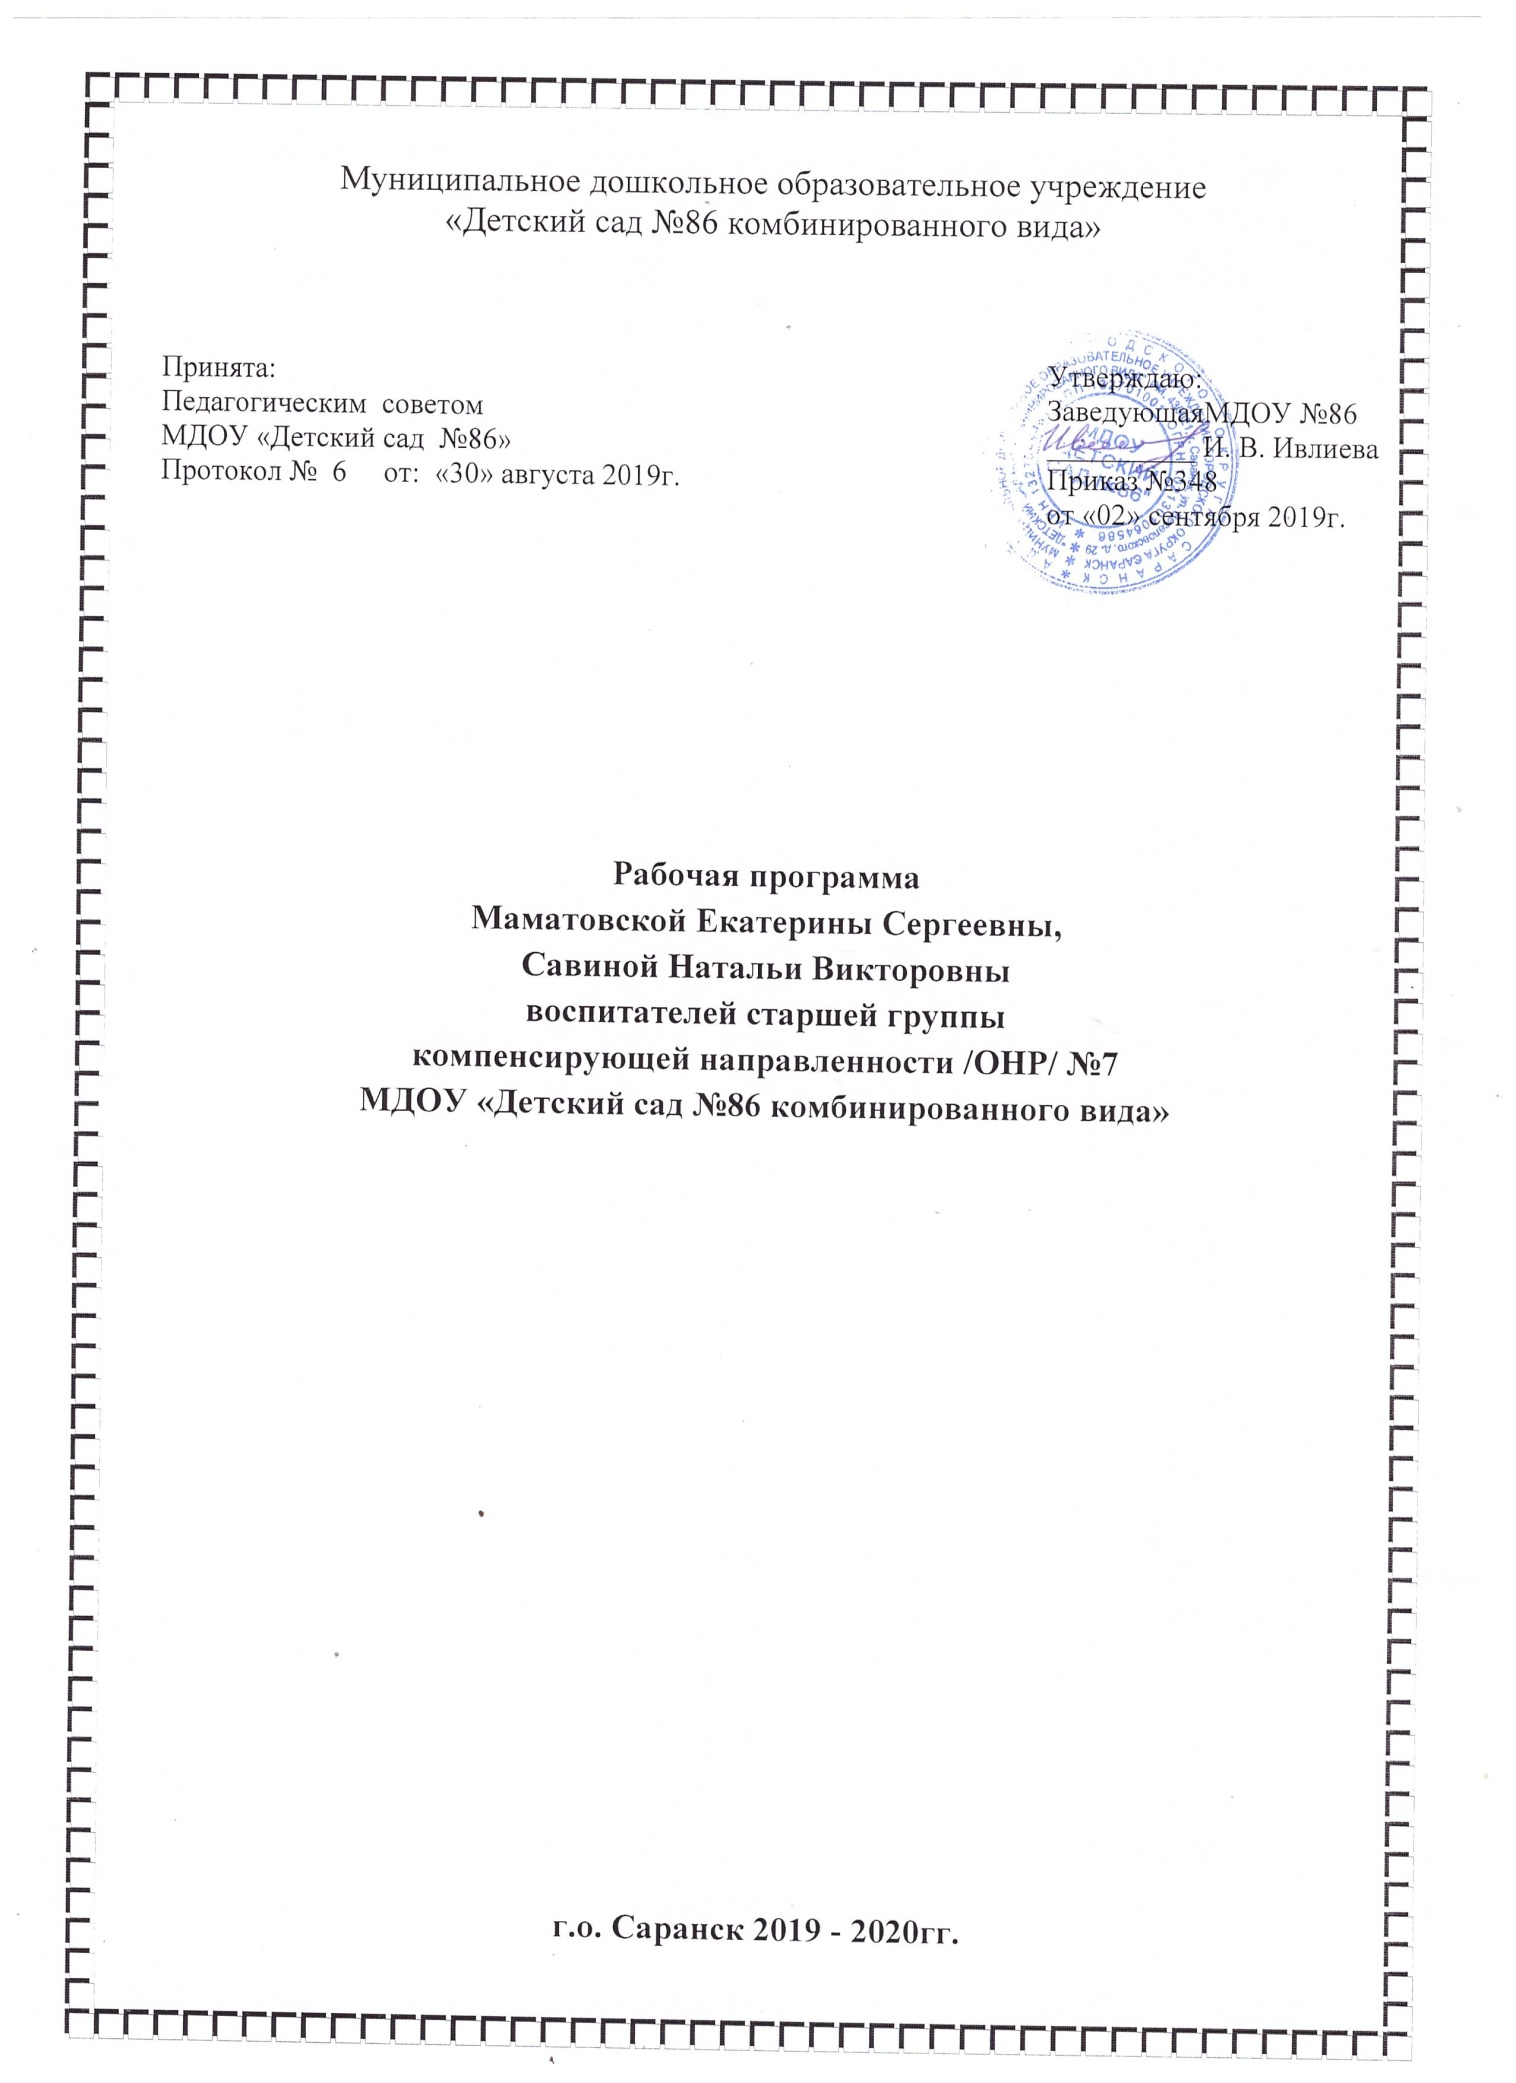 Муниципальное дошкольное образовательное учреждение
«Детский сад №86 комбинированного вида»
Принята:
Педагогическим советом
МДОУ «Детский сад №86»
Протокол № 6 от: «30» августа 2019г.
Утверждаю:
ЗаведующаяМДОУ №86
И. В. Ивлиева
Приказ №348
от «02» сентября 2019г.
Рабочая программа
Маматовской Екатерины Сергеевны,
Савиной Натальи Викторовны
воспитателей старшей группы
компенсирующей направленности /ОНР/ №7
МДОУ «Детский сад №86 комбинированного вида»
г.о. Саранск 2019 - 2020гг.